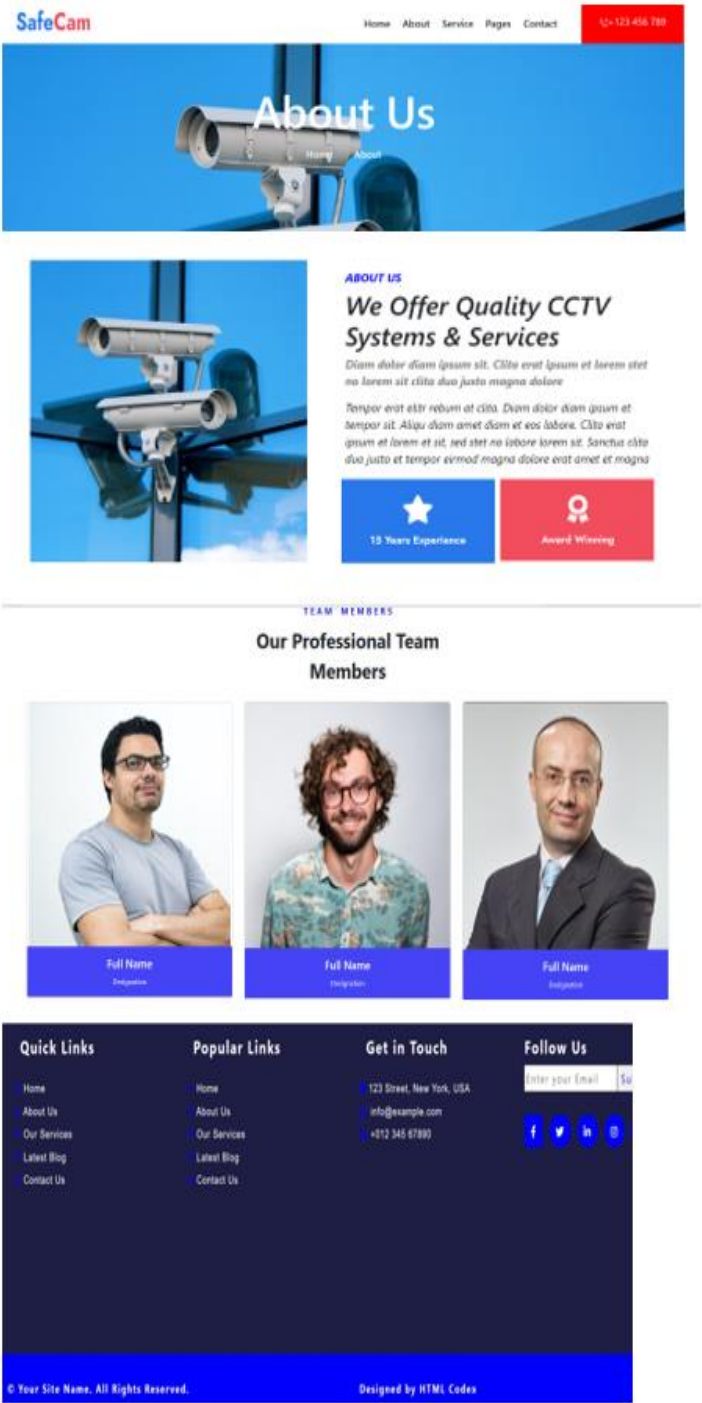 SafeCam
Home About Service Pages Contact
+123 456 789
About Us
Home About
ABOUT US
We Offer Quality CCTV
Systems & Services
Diam dolor diam ipsum sit. Clita erat ipsum et lorem stet
no lorem sit clita duo justo magna dolore
Tempor erat elitr rebum at clita. Diam dolor diam ipsum et
tempor sit. Aliqu diam amet diam et eos labore. Clita erat
ipsum et lorem et sit, sed stet no labore lorem sit. Sanctus clita
duo justo et tempor eirmod magna dolore erat amet et magna
15 Years Experience
Award Winning
TEAM MEMBERS
Our Professional Team
Members
Full Name
Designation
Full Name
Designation
Full Name
Designation
Quick Links
Home
About Us
Our Services
Latest Blog
Contact Us
Popular Links
Home
About Us
Our Services
Latest Blog
Contact Us
Get in Touch
123 Street, New York, USA
info@example.com
+012 345 67890
Follow Us
Enter your Email Su
© Your Site Name. All Rights Reserved.
Designed by HTML Codex